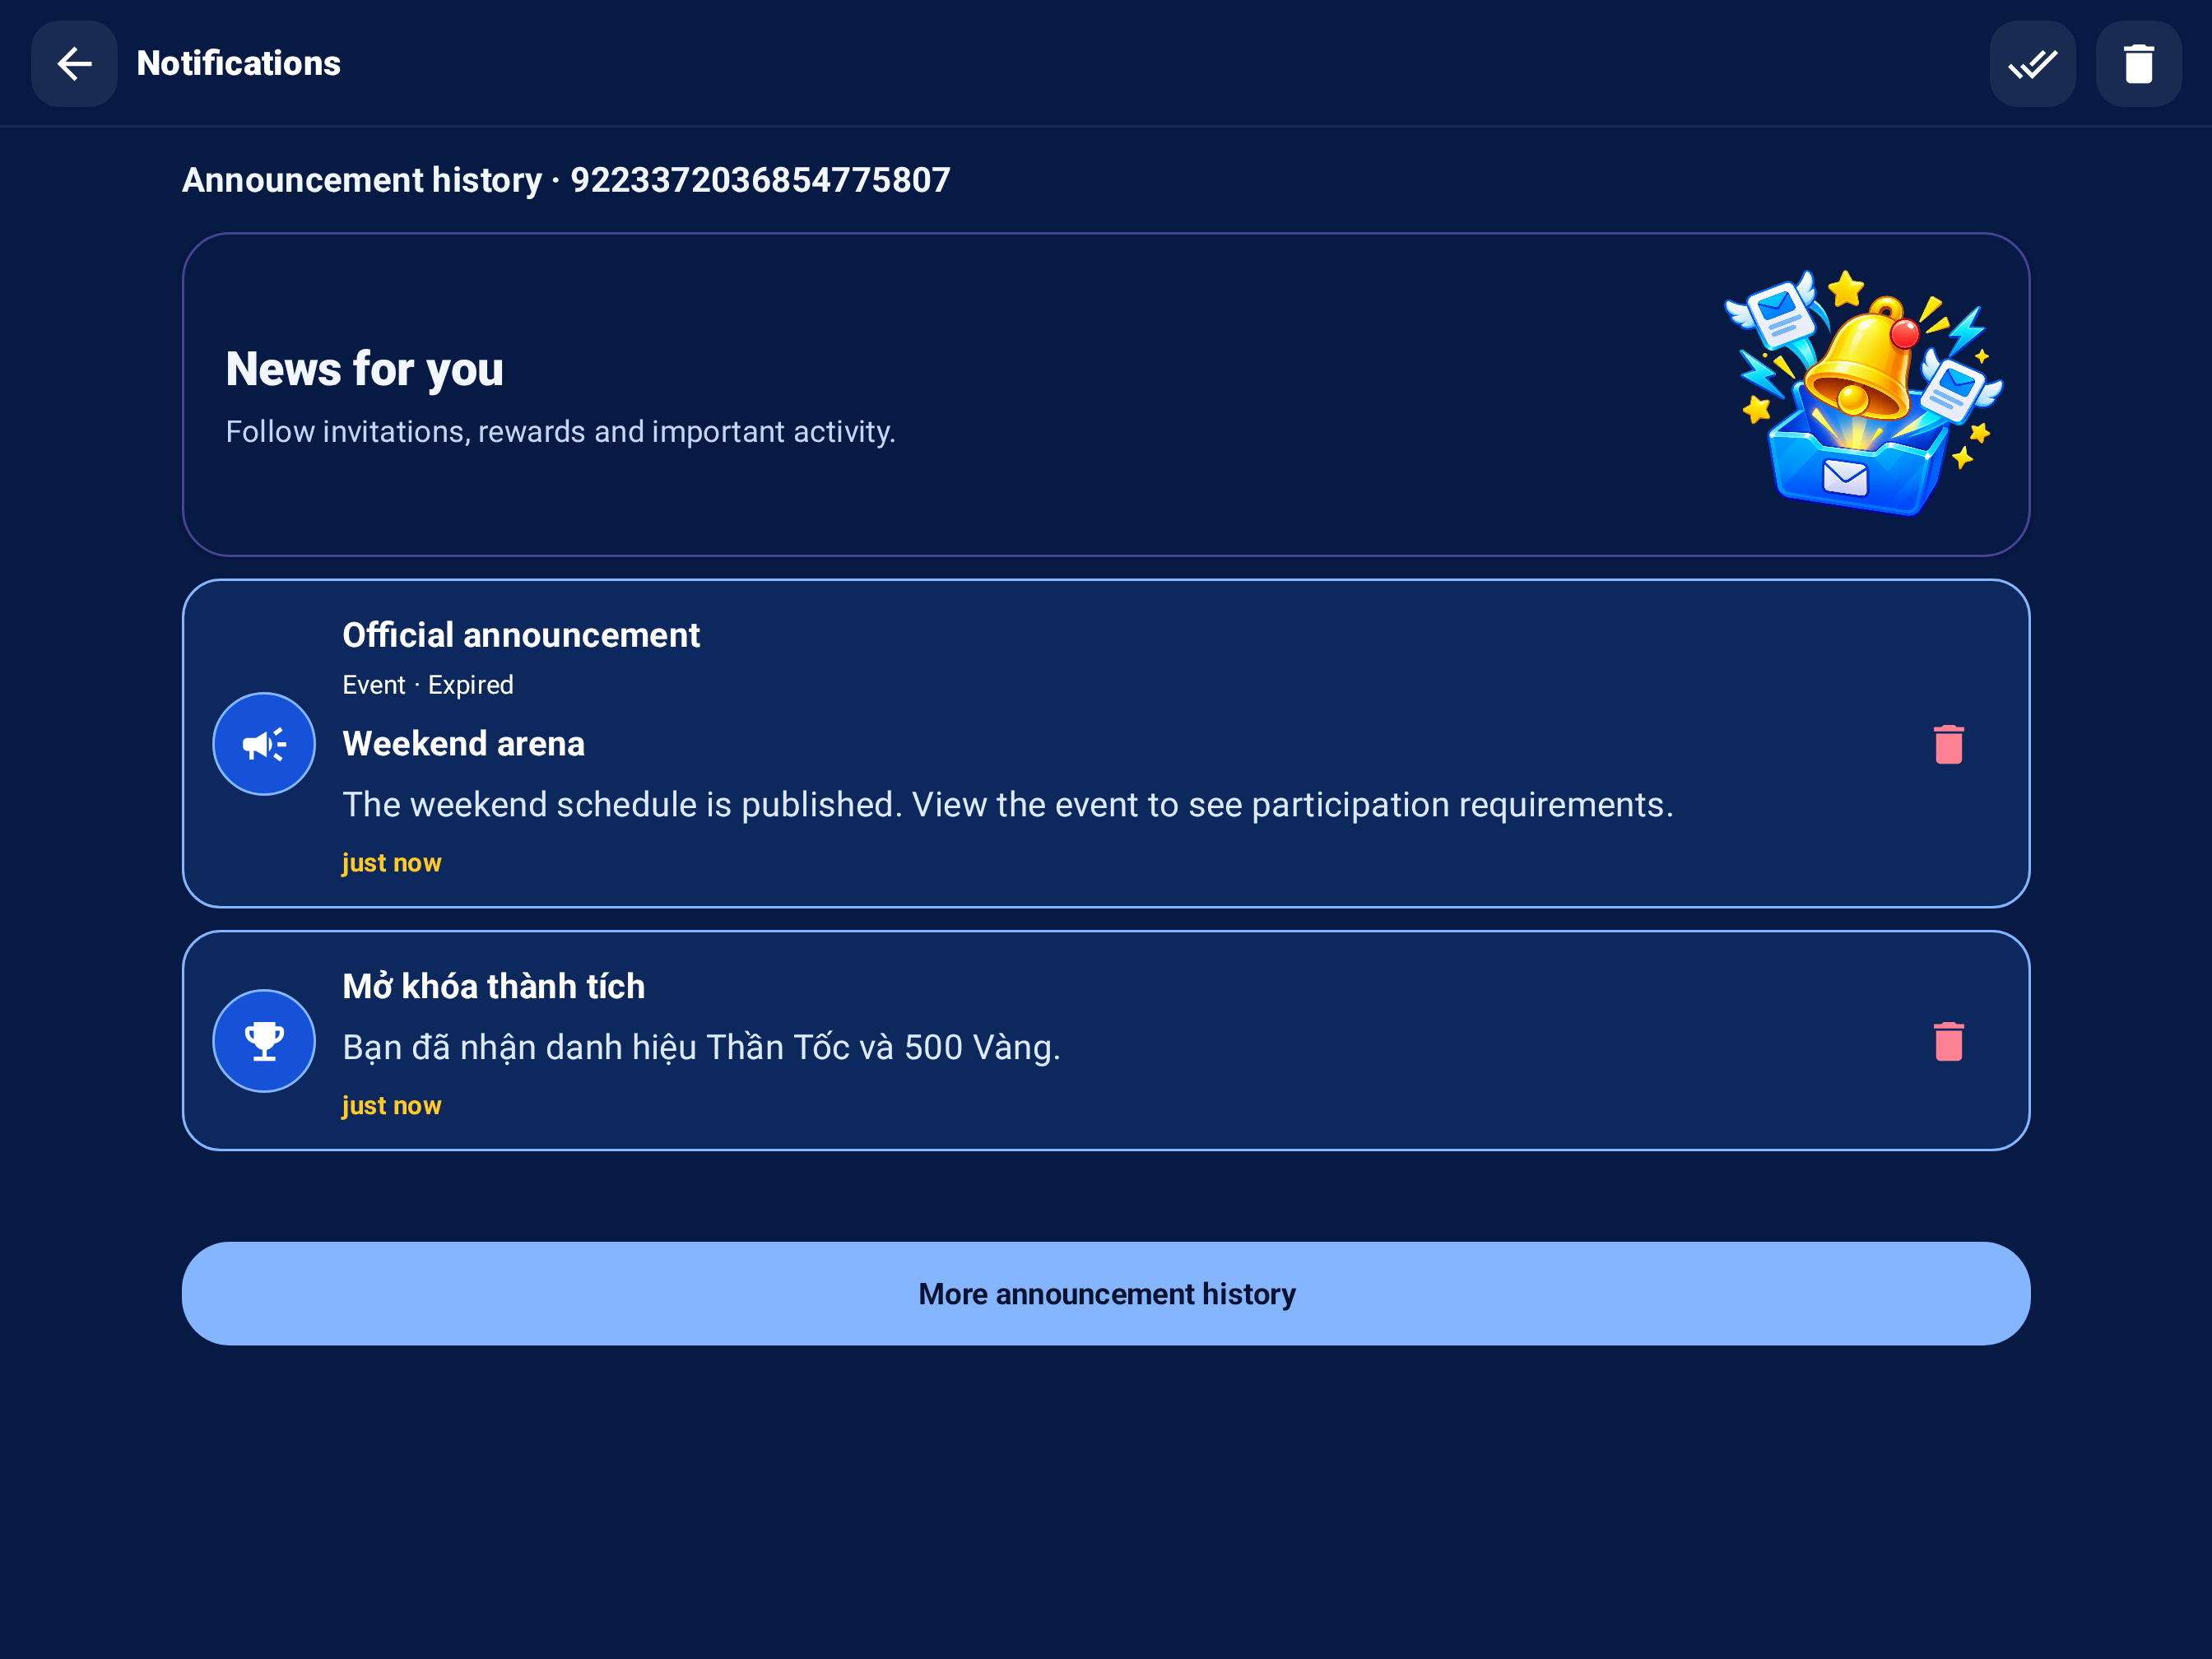 Notifications
Announcement history · 9223372036854775807
News for you
Follow invitations, rewards and important activity.
Official announcement
Event · Expired
Weekend arena
The weekend schedule is published. View the event to see participation requirements.
just now
Mở khóa thành tích
Bạn đã nhận danh hiệu Thần Tốc và 500 Vàng.
just now
More announcement history